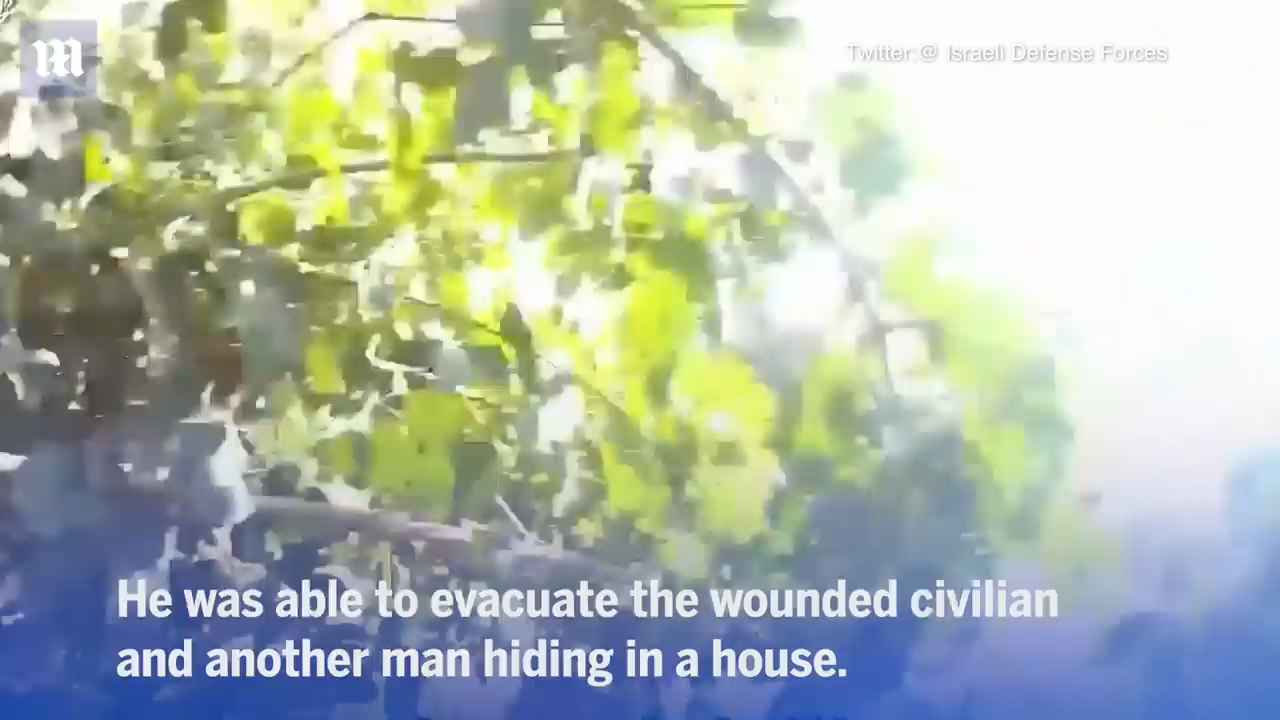 M
Twitter:@ Israeli Defense Forces
He was able to evacuate the wounded civilian
and another man hiding in a house.